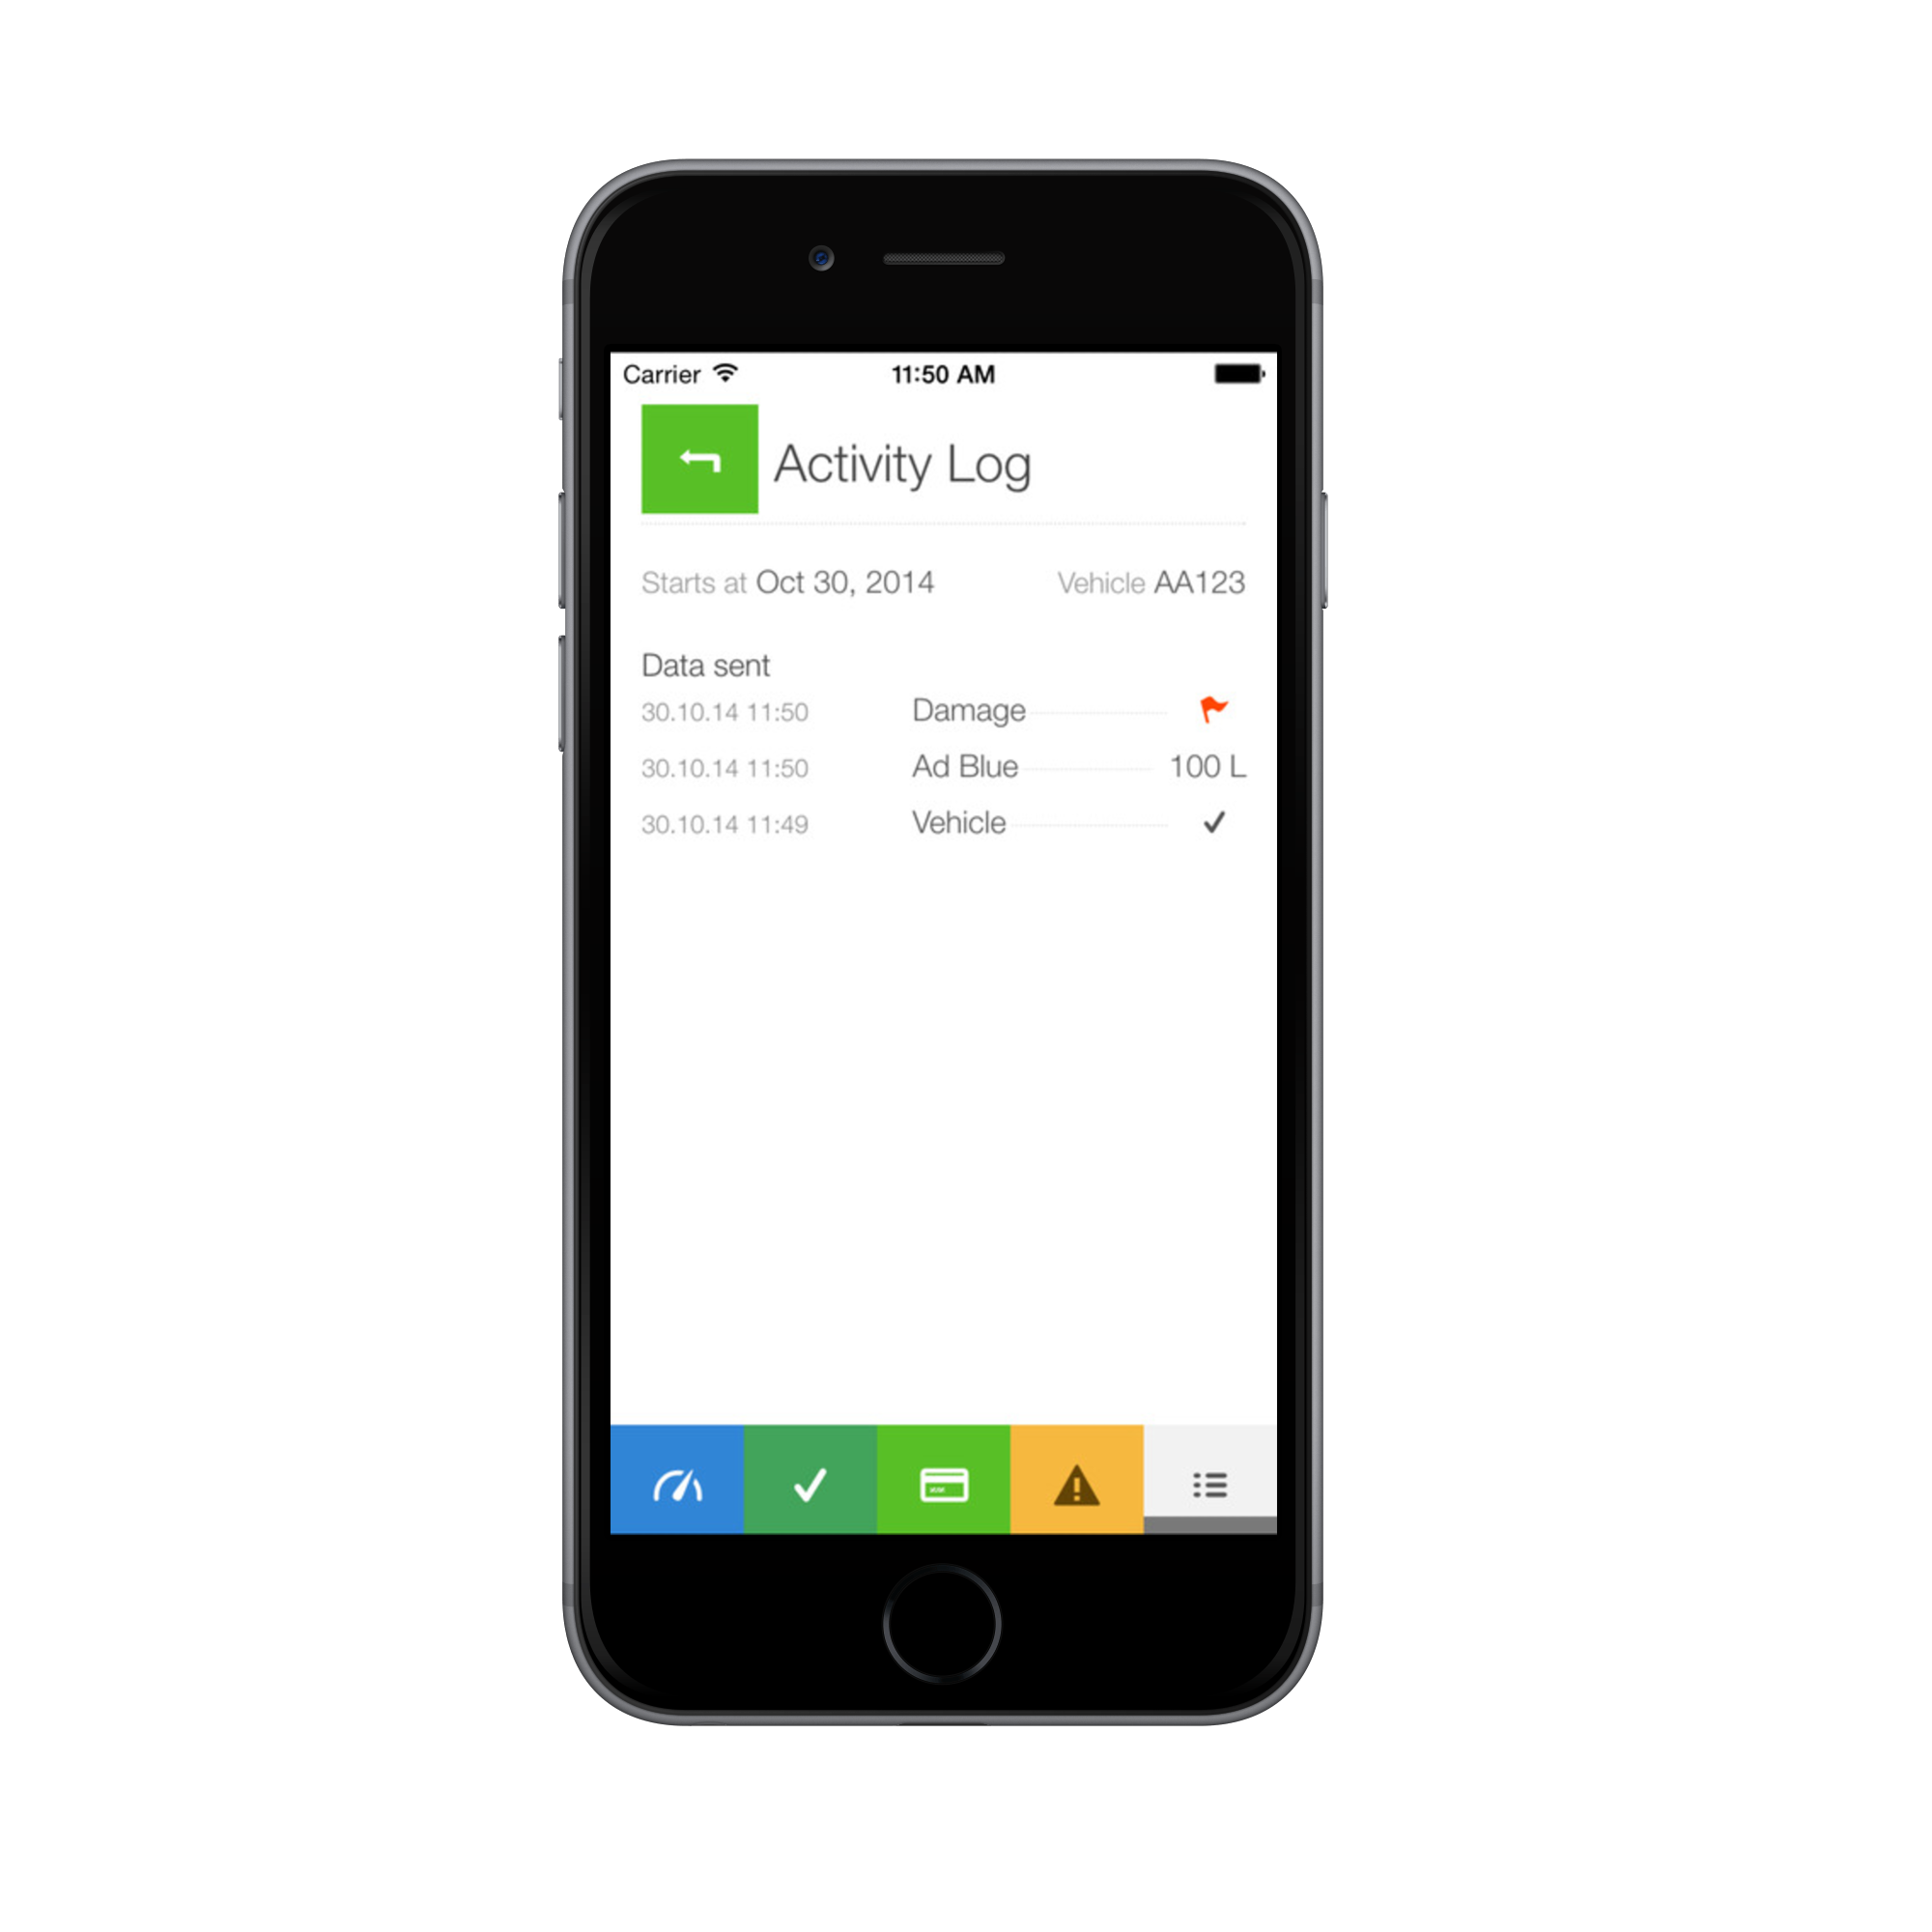 Carrier 11:50 AM
Activity Log
Starts at Oct 30, 2014 Vehicle AA123
Data sent
30.10.14 11:50 Damage
30.10.14 11:50 Ad Blue 100 L
30.10.14 11:49 Vehicle